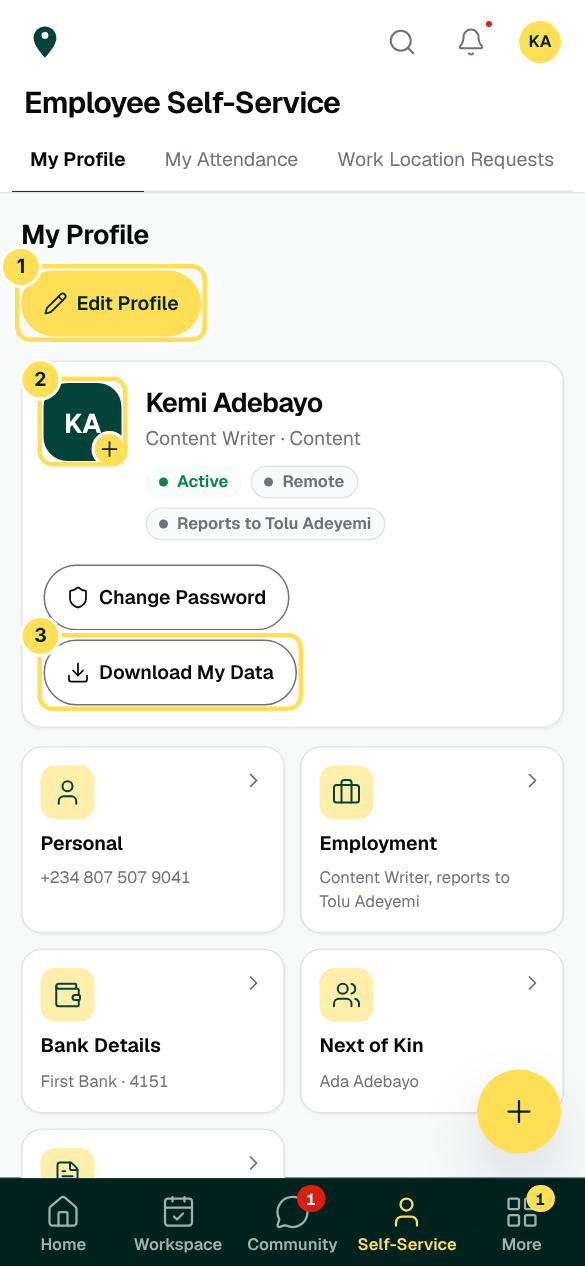 KA
Employee Self-Service
My Profile
My Attendance
Work Location Requests
My Profile
1
Edit Profile
2
KA
Kemi Adebayo
Content Writer · Content
Active
Remote
Reports to Tolu Adeyemi
Change Password
3
Download My Data
Personal
+234 807 507 9041
Employment
Content Writer, reports to
Tolu Adeyemi
Bank Details
First Bank · 4151
Next of Kin
Ada Adebayo
1
1
Home
Workspace
Community
Self-Service
More